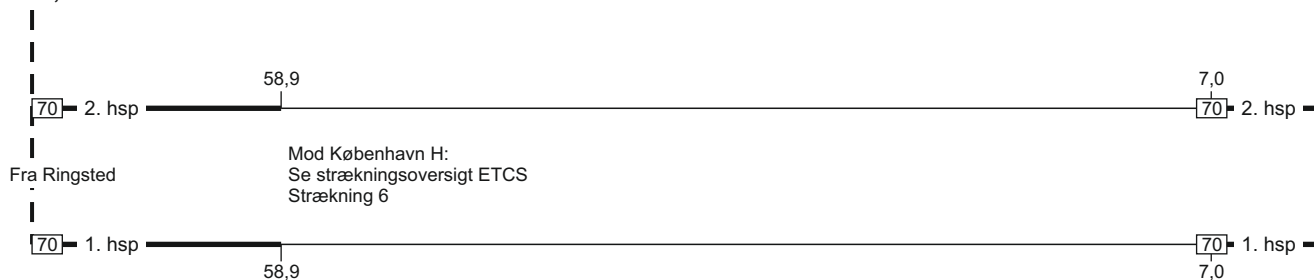 58,9
7,0
70 2. hsp
70 2. hsp
Mod København H:
Fra Ringsted
Se strækningsoversigt ETCS
Strækning 6
70 1. hsp
70 1. hsp
58,9
7,0